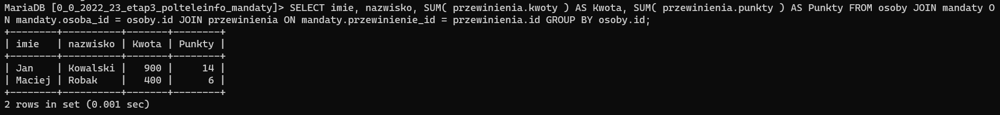 MariaDB [0_0_2022_23_etap3_polteleinfo_mandaty]> SELECT imie, nazwisko, SUM( przewinienia.kwoty ) AS Kwota, SUM( przewinienia.punkty ) AS Punkty FROM osoby JOIN mandaty O
N mandaty.osoba_id = osoby.id JOIN przewinienia ON mandaty.przewinienie_id = przewinienia.id GROUP BY osoby.id;
+--------+----------+-------+--------+
| imie   | nazwisko | Kwota | Punkty |
+--------+----------+-------+--------+
| Jan    | Kowalski |   900 |     14 |
| Maciej | Robak    |   400 |      6 |
+--------+----------+-------+--------+
2 rows in set (0.001 sec)